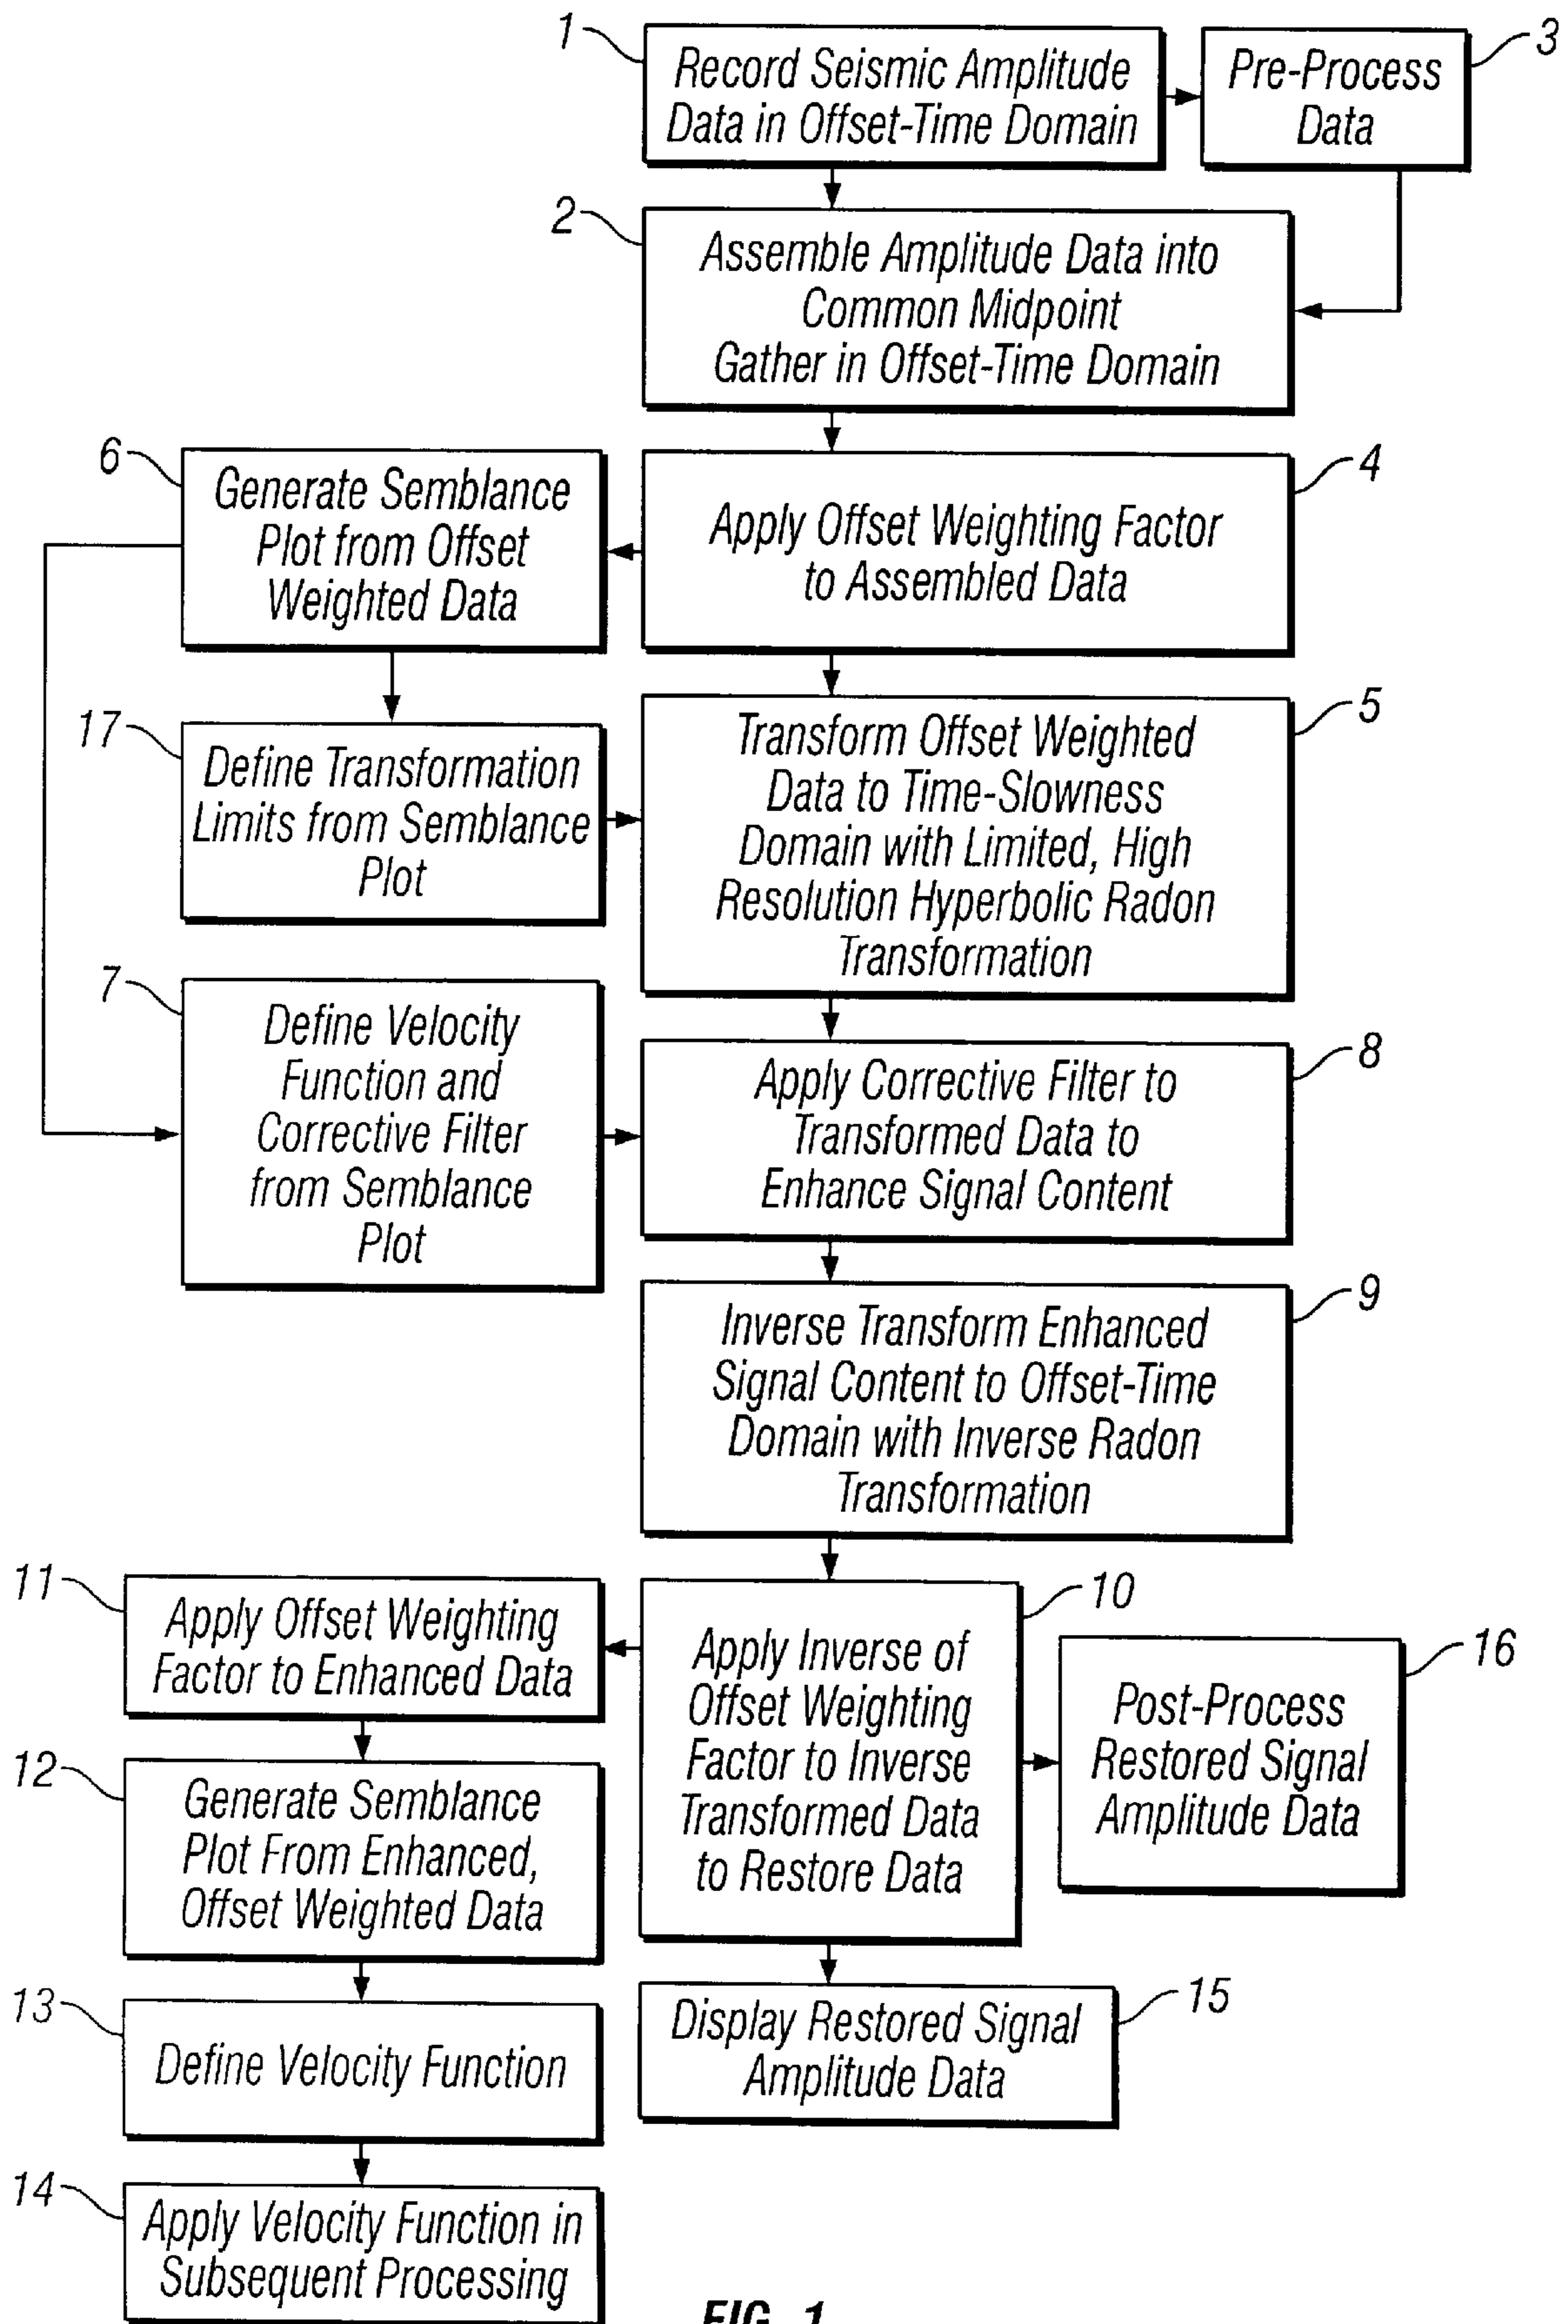 1
Record Seismic Amplitude
Data in Offset-Time Domain
3
Pre-Process
Data
2
Assemble Amplitude Data into
Common Midpoint
Gather in Offset-Time Domain
6
Generate Semblance
Plot from Offset
Weighted Data
4
Apply Offset Weighting Factor
to Assembled Data
17
Define Transformation
Limits from Semblance
Plot
5
Transform Offset Weighted
Data to Time-Slowness
Domain with Limited, High
Resolution Hyperbolic Radon
Transformation
7
Define Velocity
Function and
Corrective Filter
from Semblance
Plot
8
Apply Corrective Filter to
Transformed Data to
Enhance Signal Content
9
Inverse Transform Enhanced
Signal Content to Offset-Time
Domain with Inverse Radon
Transformation
11
Apply Offset Weighting
Factor to Enhanced Data
10
Apply Inverse of
Offset Weighting
Factor to Inverse
Transformed Data
to Restore Data
16
Post-Process
Restored Signal
Amplitude Data
12
Generate Semblance
Plot From Enhanced,
Offset Weighted Data
13
Define Velocity Function
15
Display Restored Signal
Amplitude Data
14
Apply Velocity Function in
Subsequent Processing
FIG. 1